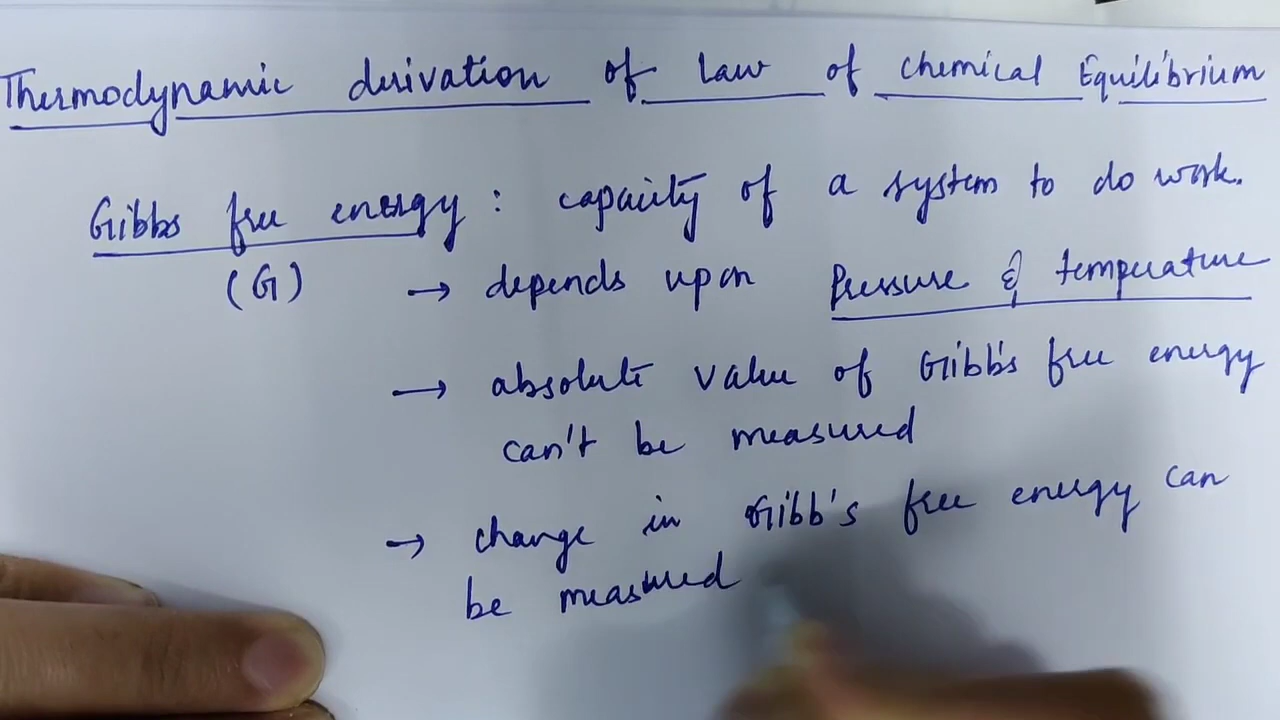 Thermodynamic derivation of Law of Chemical Equilibrium
Gibbs free energy : capacity of a system to do work.
(G) → depends upon Pressure & temperature
→ absolute value of Gibb's free energy
can't be measured
→ change in Gibb's free energy can
be measured